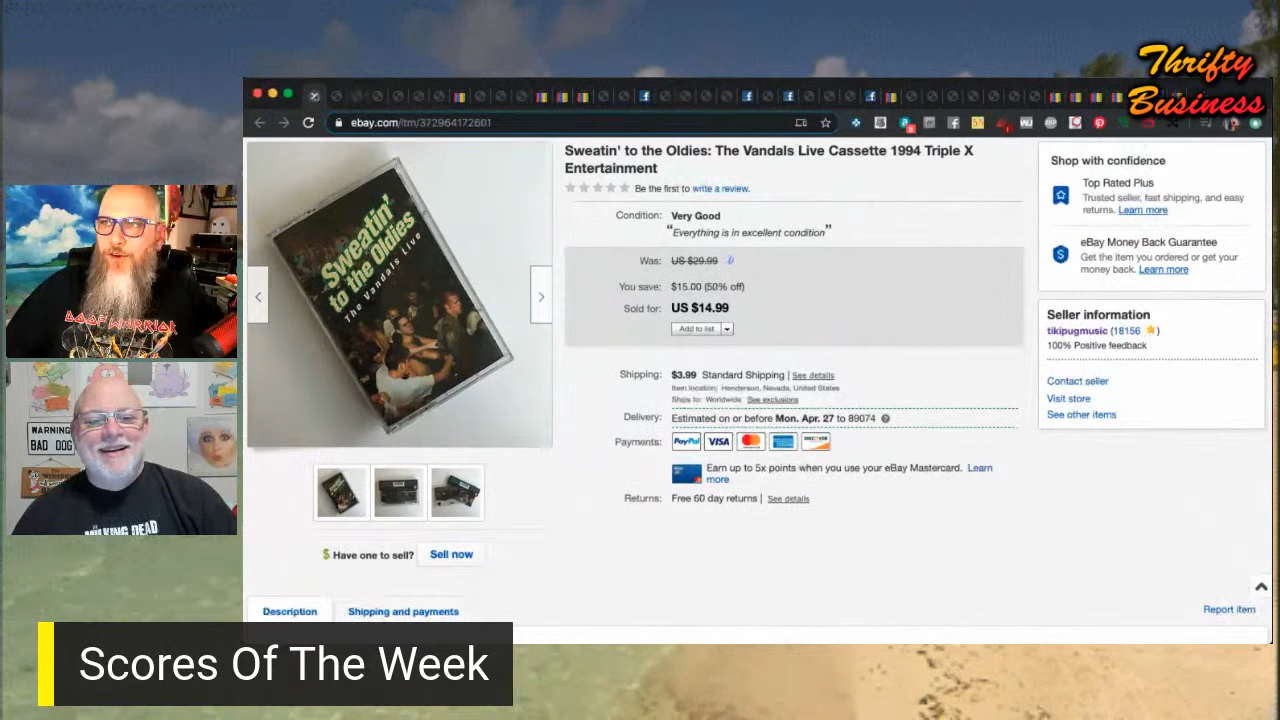 Thrifty
Business
ebay.com/itm/372964172601
Sweatin' to the Oldies: The Vandals Live Cassette 1994 Triple X
Entertainment
Be the first to write a review.
Condition: Very Good
"Everything is in excellent condition"
Was: US $29.99
You save: $15.00 (50% off)
Sold for: US $14.99
Add to list
Shipping: $3.99 Standard Shipping | See details
Item location: Henderson, Nevada, United States
Ships to: Worldwide See exclusions
Delivery: Estimated on or before Mon. Apr. 27 to 89074
Payments: PayPal VISA
DISCOVER
Earn up to 5x points when you use your eBay Mastercard. Learn
more
Returns: Free 60 day returns | See details
Shop with confidence
Top Rated Plus
Trusted seller, fast shipping, and easy
returns. Learn more
eBay Money Back Guarantee
Get the item you ordered or get your
money back. Learn more
Seller information
tikipugmusic (18156 )
100% Positive feedback
Contact seller
Visit store
See other items
Sweatin'
to the Oldies
The Vandals Live
$ Have one to sell? Sell now
Description
Shipping and payments
Report item
DOOF WARRIOR
WARNING
BAD DOG
WALKING DEAD
Scores Of The Week